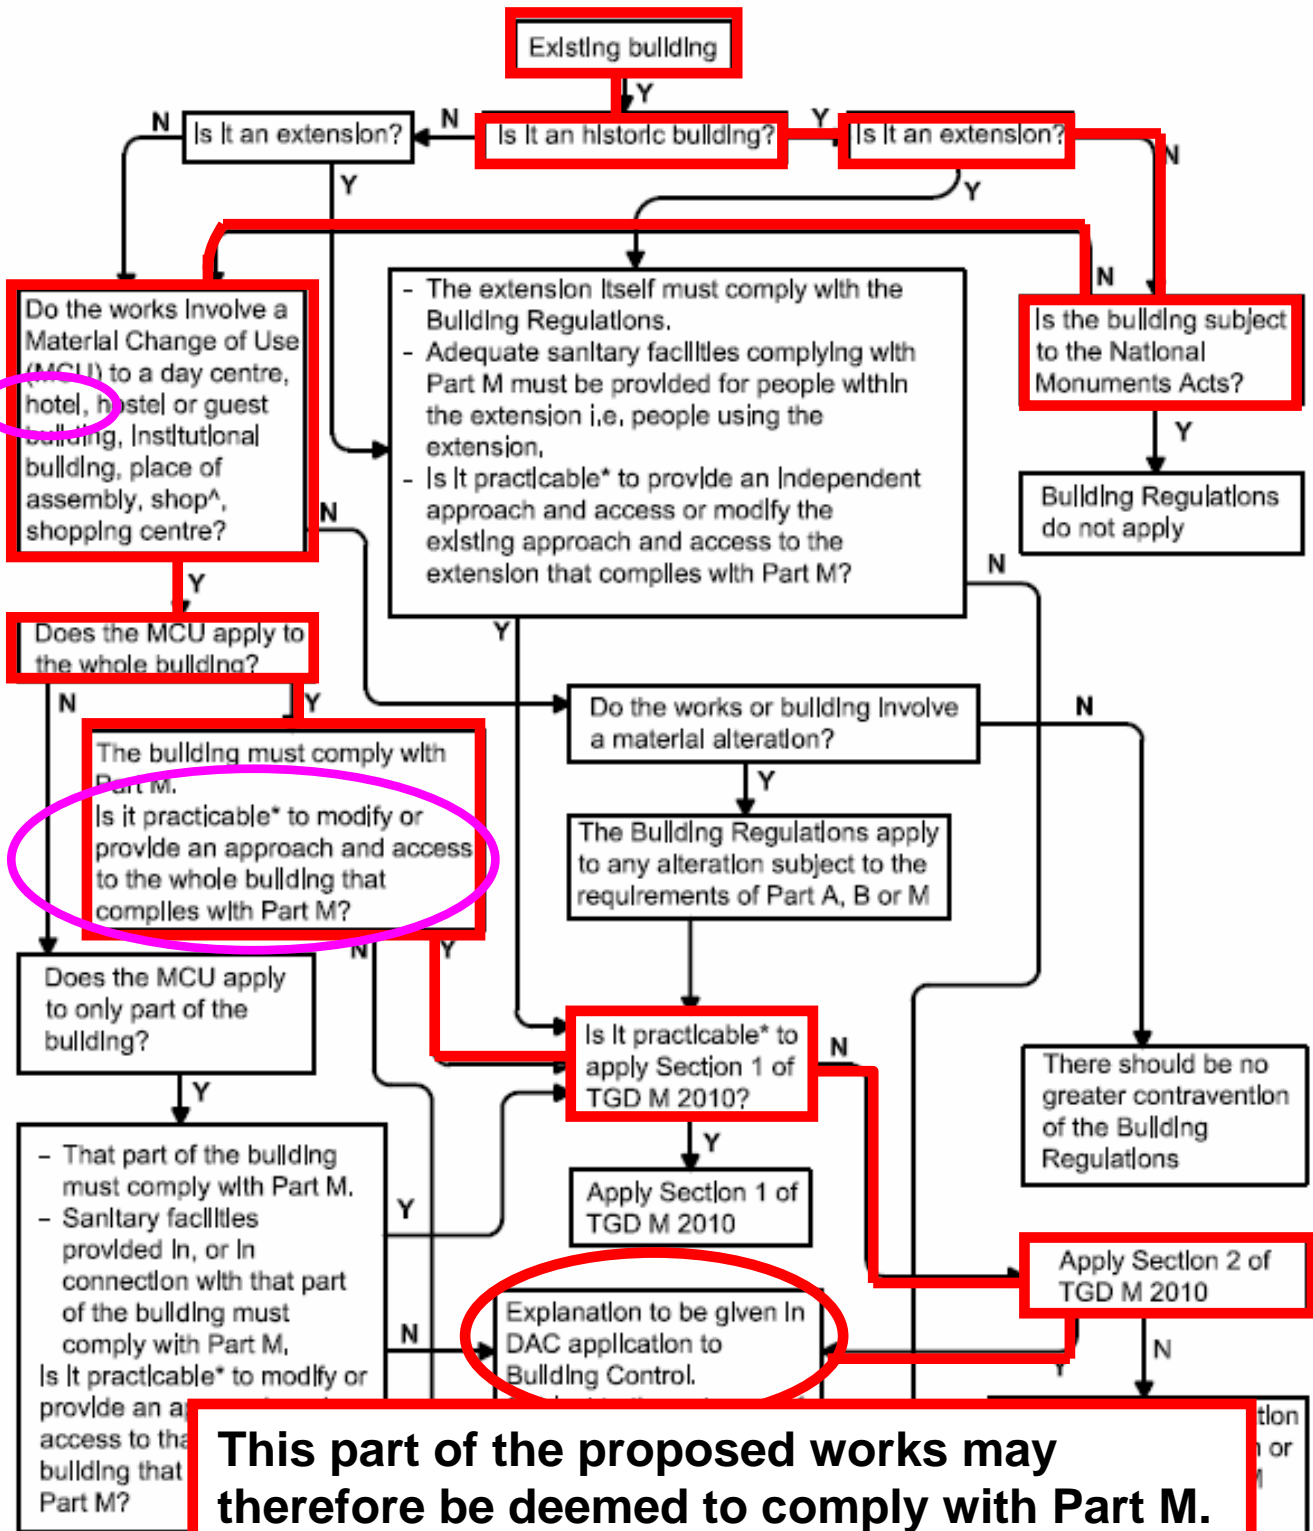 Existing building
Y
N
Is it an extension?
N
Is it an historic building?
Y
Is it an extension?
N
Y
Y
Do the works involve a
Material Change of Use
(MCU) to a day centre,
hotel, hostel or guest
building, institutional
building, place of
assembly, shop^,
shopping centre?
- The extension itself must comply with the
Building Regulations.
- Adequate sanitary facilities complying with
Part M must be provided for people within
the extension i.e. people using the
extension.
- Is it practicable* to provide an independent
approach and access or modify the
existing approach and access to the
extension that complies with Part M?
N
Is the building subject
to the National
Monuments Acts?
Y
Building Regulations
do not apply
N
Y
N
Y
Does the MCU apply to
the whole building?
N
Y
The building must comply with
Part M.
Is it practicable* to modify or
provide an approach and access
to the whole building that
complies with Part M?
N
Y
Do the works or building involve
a material alteration?
N
Y
The Building Regulations apply
to any alteration subject to the
requirements of Part A, B or M
Does the MCU apply
to only part of the
building?
Y
Is it practicable* to
apply Section 1 of
TGD M 2010?
N
Y
Apply Section 1 of
TGD M 2010
There should be no
greater contravention
of the Building
Regulations
- That part of the building
must comply with Part M.
- Sanitary facilities
provided in, or in
connection with that part
of the building must
comply with Part M.
Is it practicable* to modify or
provide an
access to
building that
Part M?
Y
N
Explanation to be given in
DAC application to
Building Control.
Apply Section 2 of
TGD M 2010
Y
N
or
This part of the proposed works may
therefore be deemed to comply with Part M.